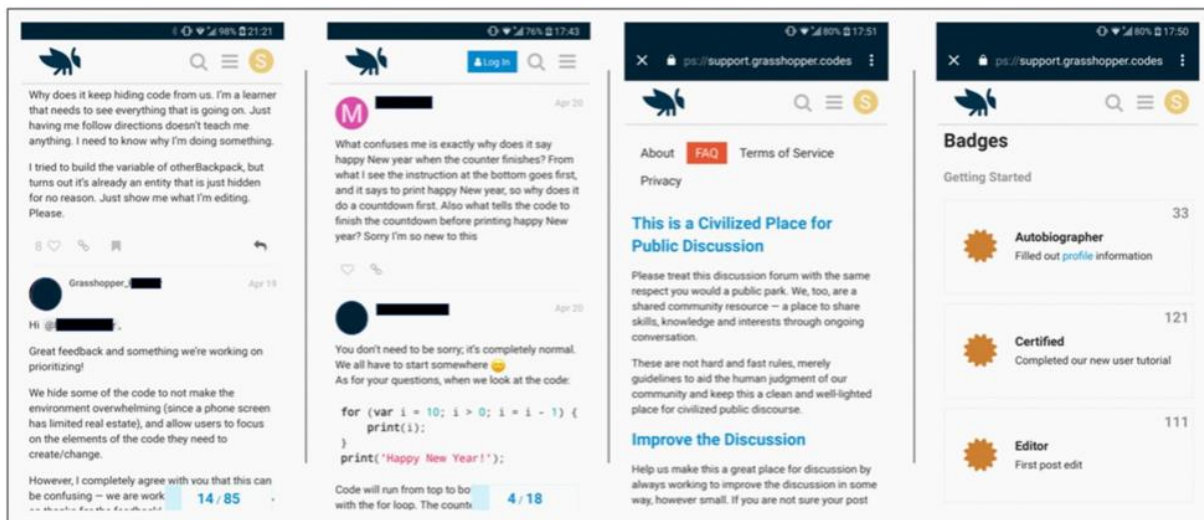 98% 21:21
S
Why does it keep hiding code from us. I'm a learner
that needs to see everything that is going on. Just
having me follow directions doesn't teach me
anything. I need to know why I'm doing something.
I tried to build the variable of otherBackpack, but
turns out it's already an entity that is just hidden
for no reason. Just show me what I'm editing.
Please.
8
Grasshopper_
Apr 19
Hi @
Great feedback and something we're working on
prioritizing!
We hide some of the code to not make the
environment overwhelming (since a phone screen
has limited real estate), and allow users to focus
on the elements of the code they need to
create/change.
However, I completely agree with you that this can
be confusing — we are work
14 / 85
76% 17:43
Log In
M
Apr 20
What confuses me is exactly why does it say
happy New year when the counter finishes? From
what I see the instruction at the bottom goes first,
and it says to print happy New year, so why does it
do a countdown first. Also what tells the code to
finish the countdown before printing happy New
year? Sorry I'm so new to this
Apr 20
You don't need to be sorry; it's completely normal.
We all have to start somewhere 😄
As for your questions, when we look at the code:
for (var i = 10; i > 0; i = i - 1) {
print(i);
}
print('Happy New Year!');
Code will run from top to bo
with the for loop. The counte
4 / 18
80% 17:51
ps://support.grasshopper.codes
S
About FAQ Terms of Service
Privacy
This is a Civilized Place for
Public Discussion
Please treat this discussion forum with the same
respect you would a public park. We, too, are a
shared community resource — a place to share
skills, knowledge and interests through ongoing
conversation.
These are not hard and fast rules, merely
guidelines to aid the human judgment of our
community and keep this a clean and well-lighted
place for civilized public discourse.
Improve the Discussion
Help us make this a great place for discussion by
always working to improve the discussion in some
way, however small. If you are not sure your post
80% 17:50
ps://support.grasshopper.codes
S
Badges
Getting Started
33
Autobiographer
Filled out profile information
121
Certified
Completed our new user tutorial
111
Editor
First post edit